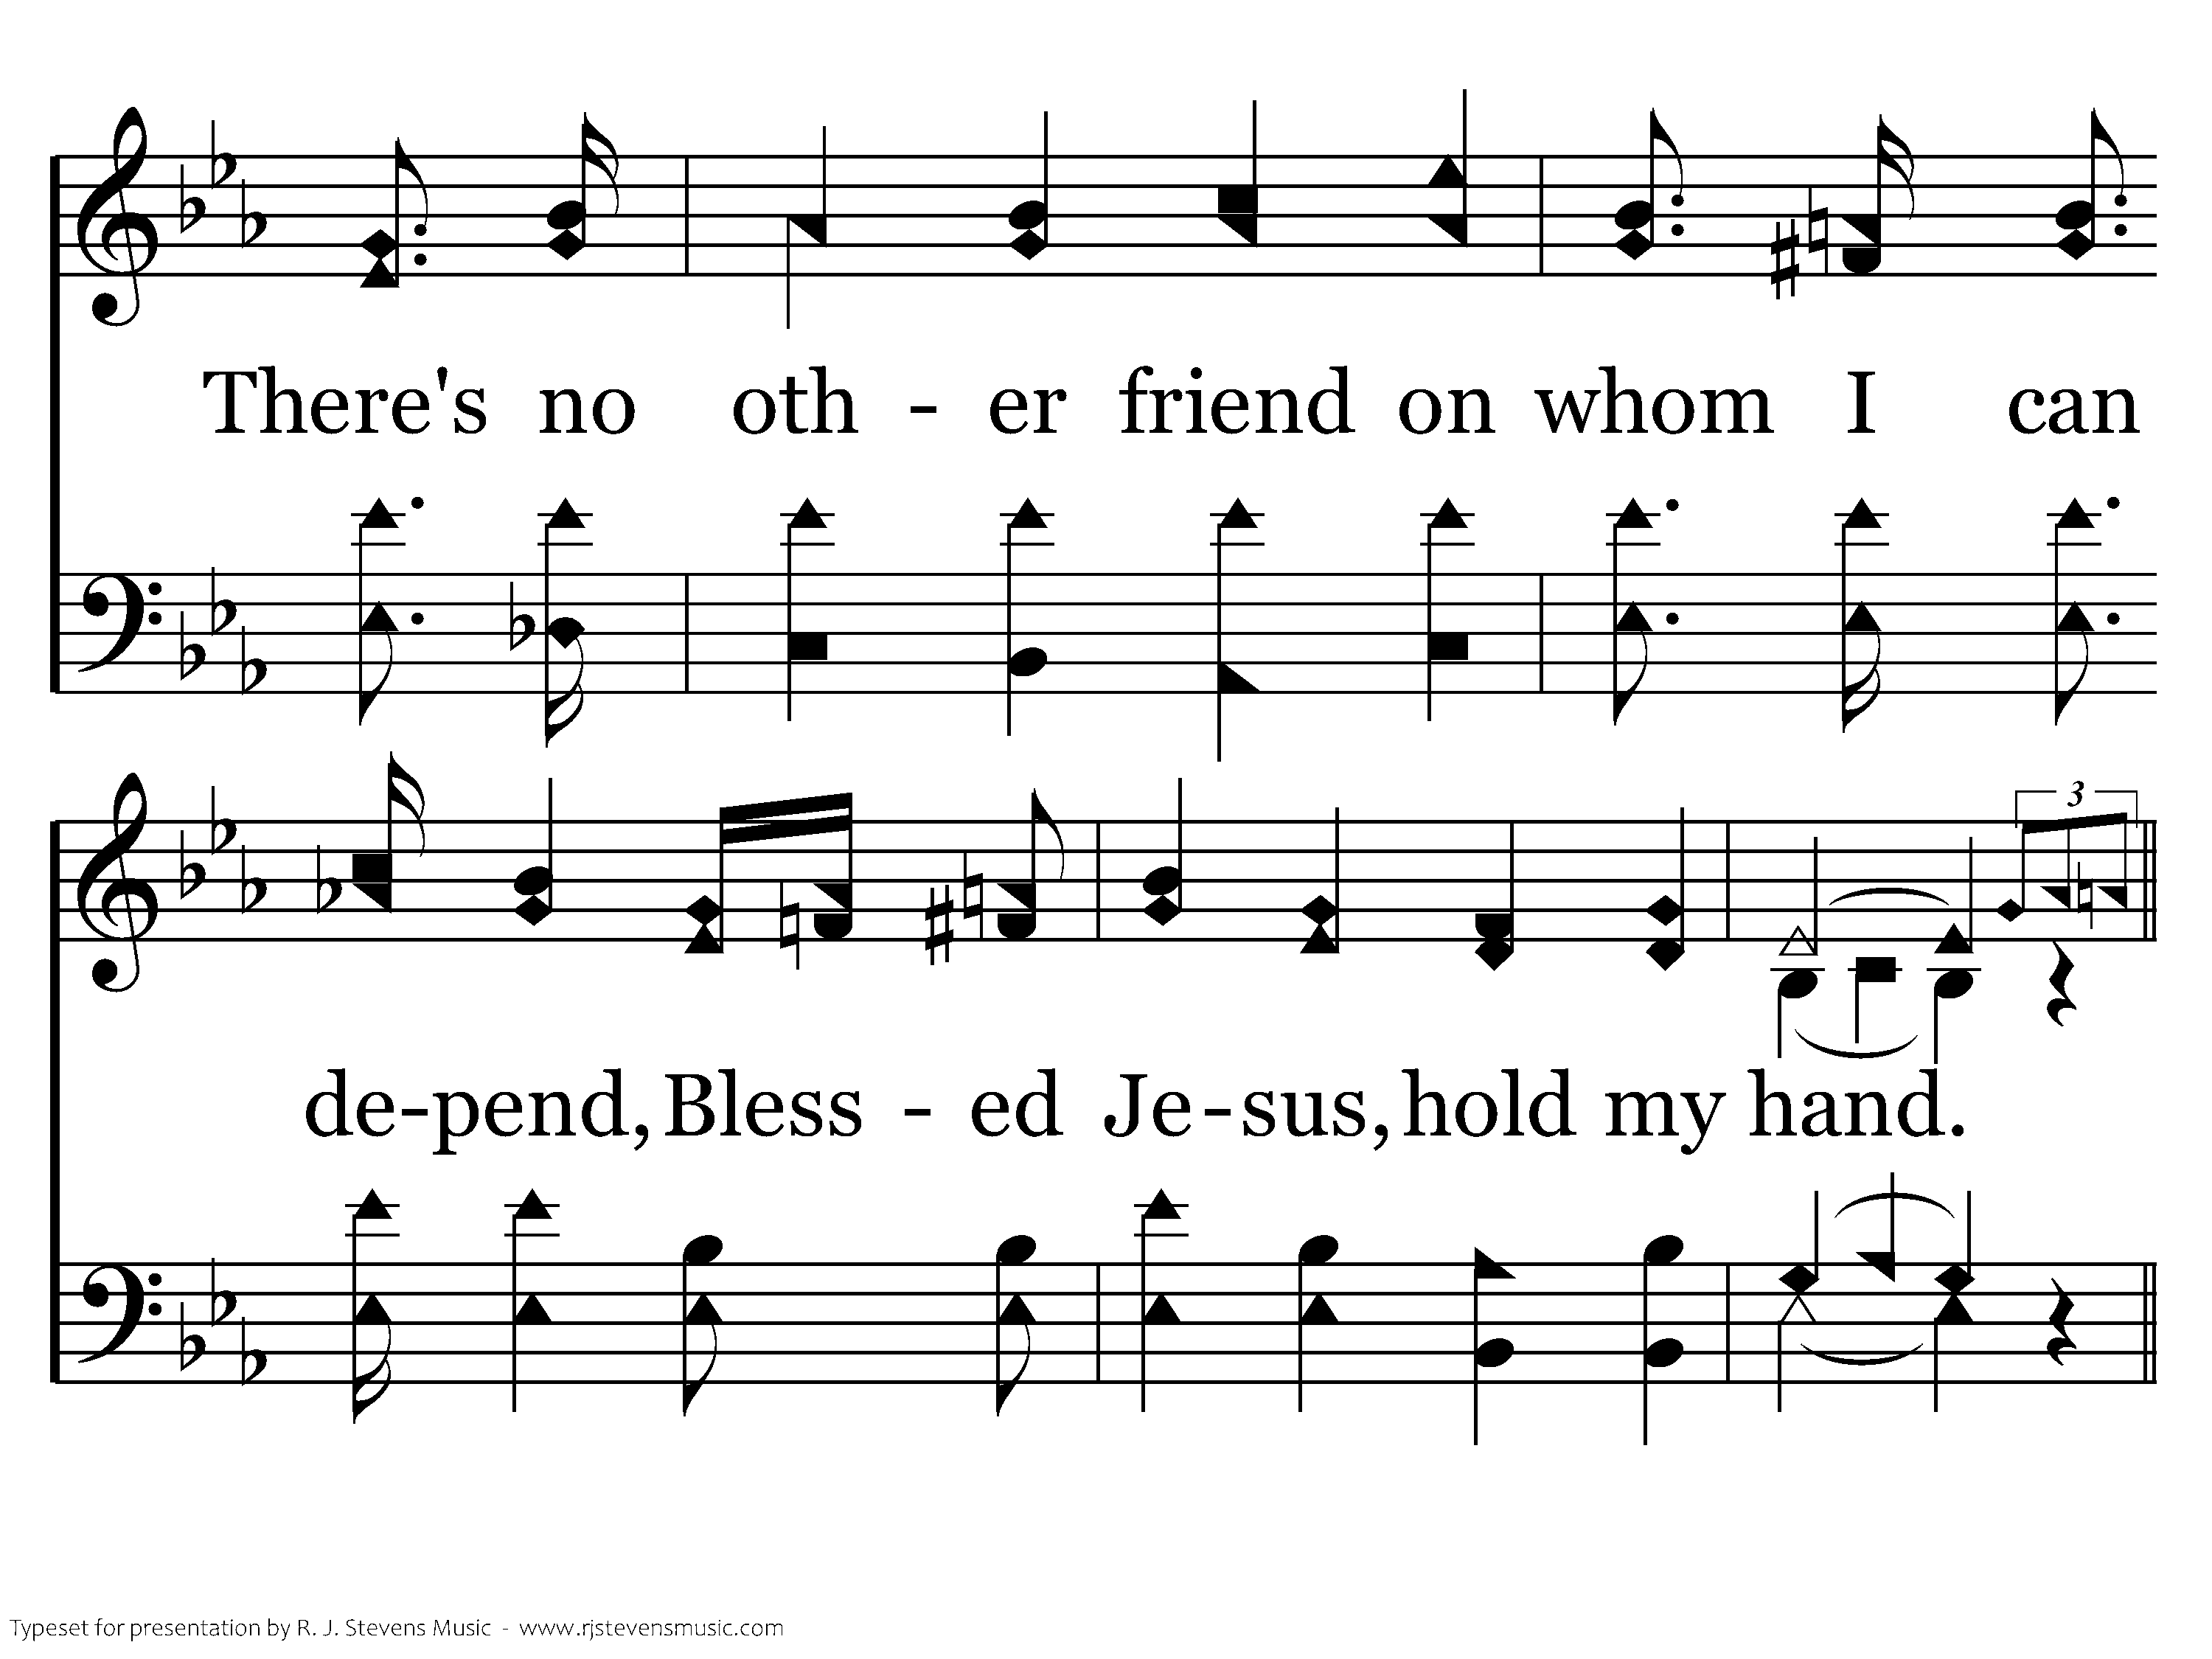 There's no oth - er friend on whom I can
3
de-pend, Bless - ed Je-sus, hold my hand.
Typeset for presentation by R. J. Stevens Music - www.rjstevensmusic.com